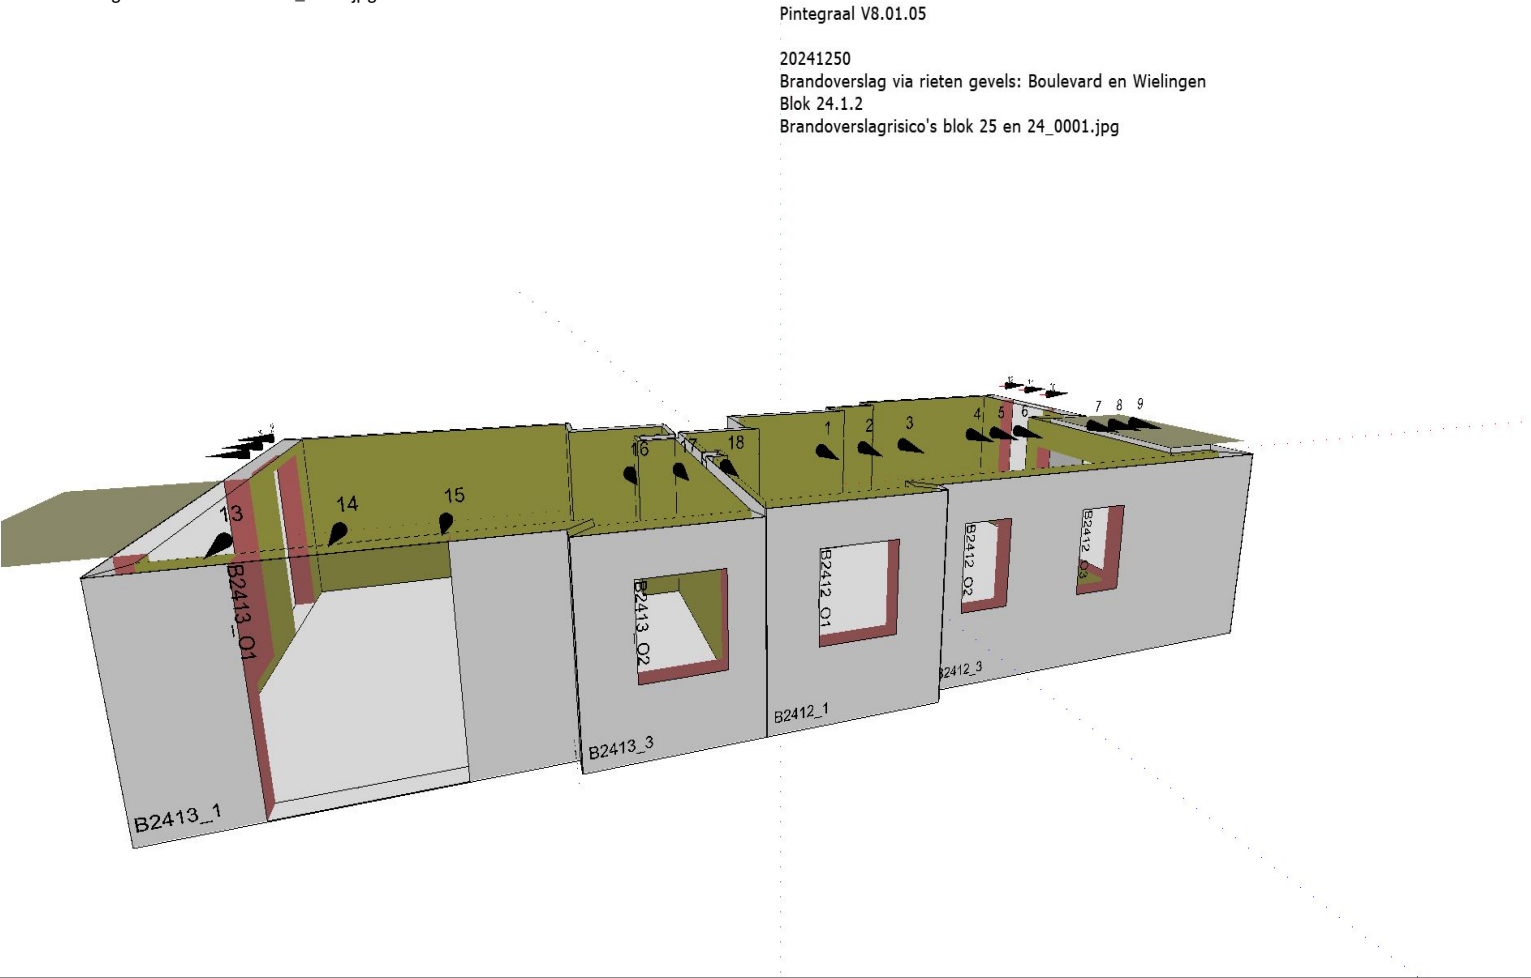 Pintegraal V8.01.05
20241250
Brandoverslag via rieten gevels: Boulevard en Wielingen
Blok 24.1.2
Brandoverslagrisico's blok 25 en 24_0001.jpg
7 8 9
1 2 3 4 5 6
16 18
13 14 15
B2413_O1
B2413_O2
B2412_O1
B2412_O2
B2412_O3
B2413_1
B2413_3
B2412_1
B2412_3